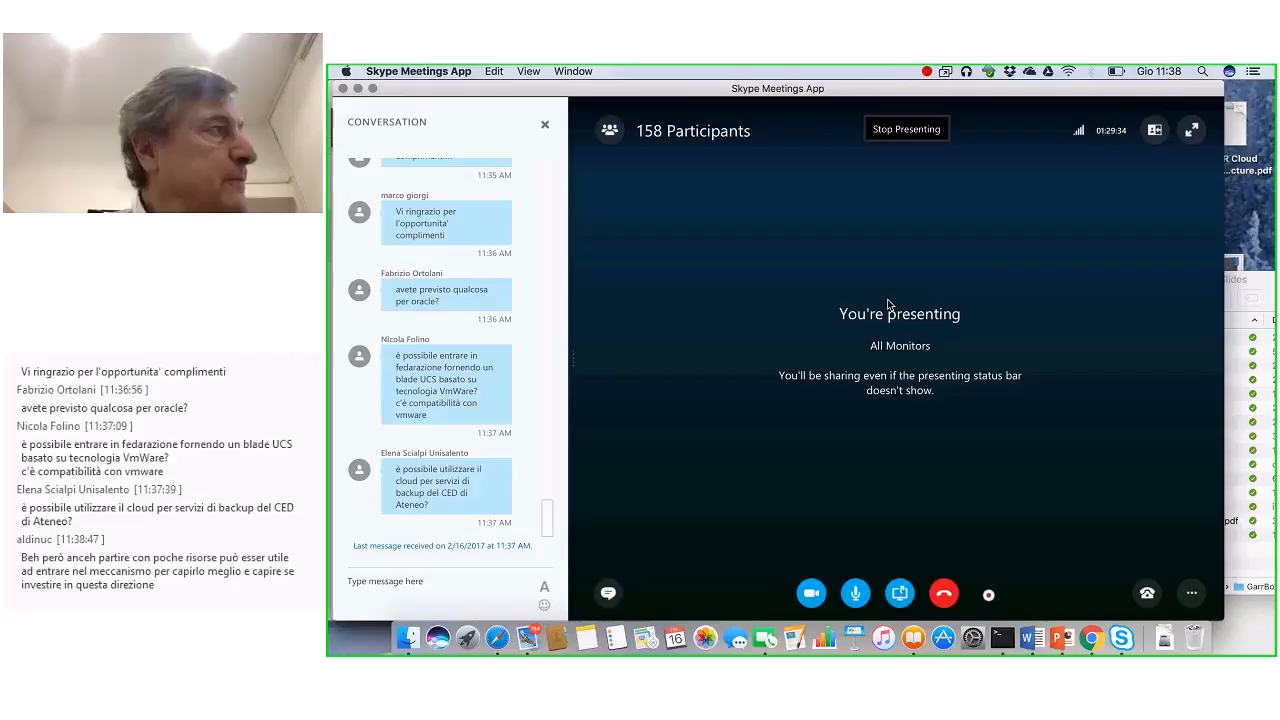 Skype Meetings App Edit View Window Gio 11:38
Skype Meetings App
CONVERSATION
11:35 AM
marco giorgi
Vi ringrazio per
l'opportunita'
complimenti
11:36 AM
Fabrizio Ortolani
avete previsto qualcosa
per oracle?
11:36 AM
Nicola Folino
è possibile entrare in
fedarazione fornendo un
blade UCS basato su
tecnologia VmWare?
c'è compatibilità con
vmware
11:37 AM
Elena Scialpi Unisalento
è possibile utilizzare il
cloud per servizi di
backup del CED di
Ateneo?
11:37 AM
Last message received on 2/16/2017 at 11:37 AM.
Type message here
A
158 Participants
Stop Presenting
01:29:34
You're presenting
All Monitors
You'll be sharing even if the presenting status bar
doesn't show.
R Cloud
...cture.pdf
lides
pdf
GarrBo
764
16
Vi ringrazio per l'opportunita' complimenti
Fabrizio Ortolani [11:36:56 ]
avete previsto qualcosa per oracle?
Nicola Folino [11:37:09 ]
è possibile entrare in fedarazione fornendo un blade UCS
basato su tecnologia VmWare?
c'è compatibilità con vmware
Elena Scialpi Unisalento [11:37:39 ]
è possibile utilizzare il cloud per servizi di backup del CED
di Ateneo?
aldinuc [11:38:47 ]
Beh però anceh partire con poche risorse può esser utile
ad entrare nel meccanismo per capirlo meglio e capire se
investire in questa direzione